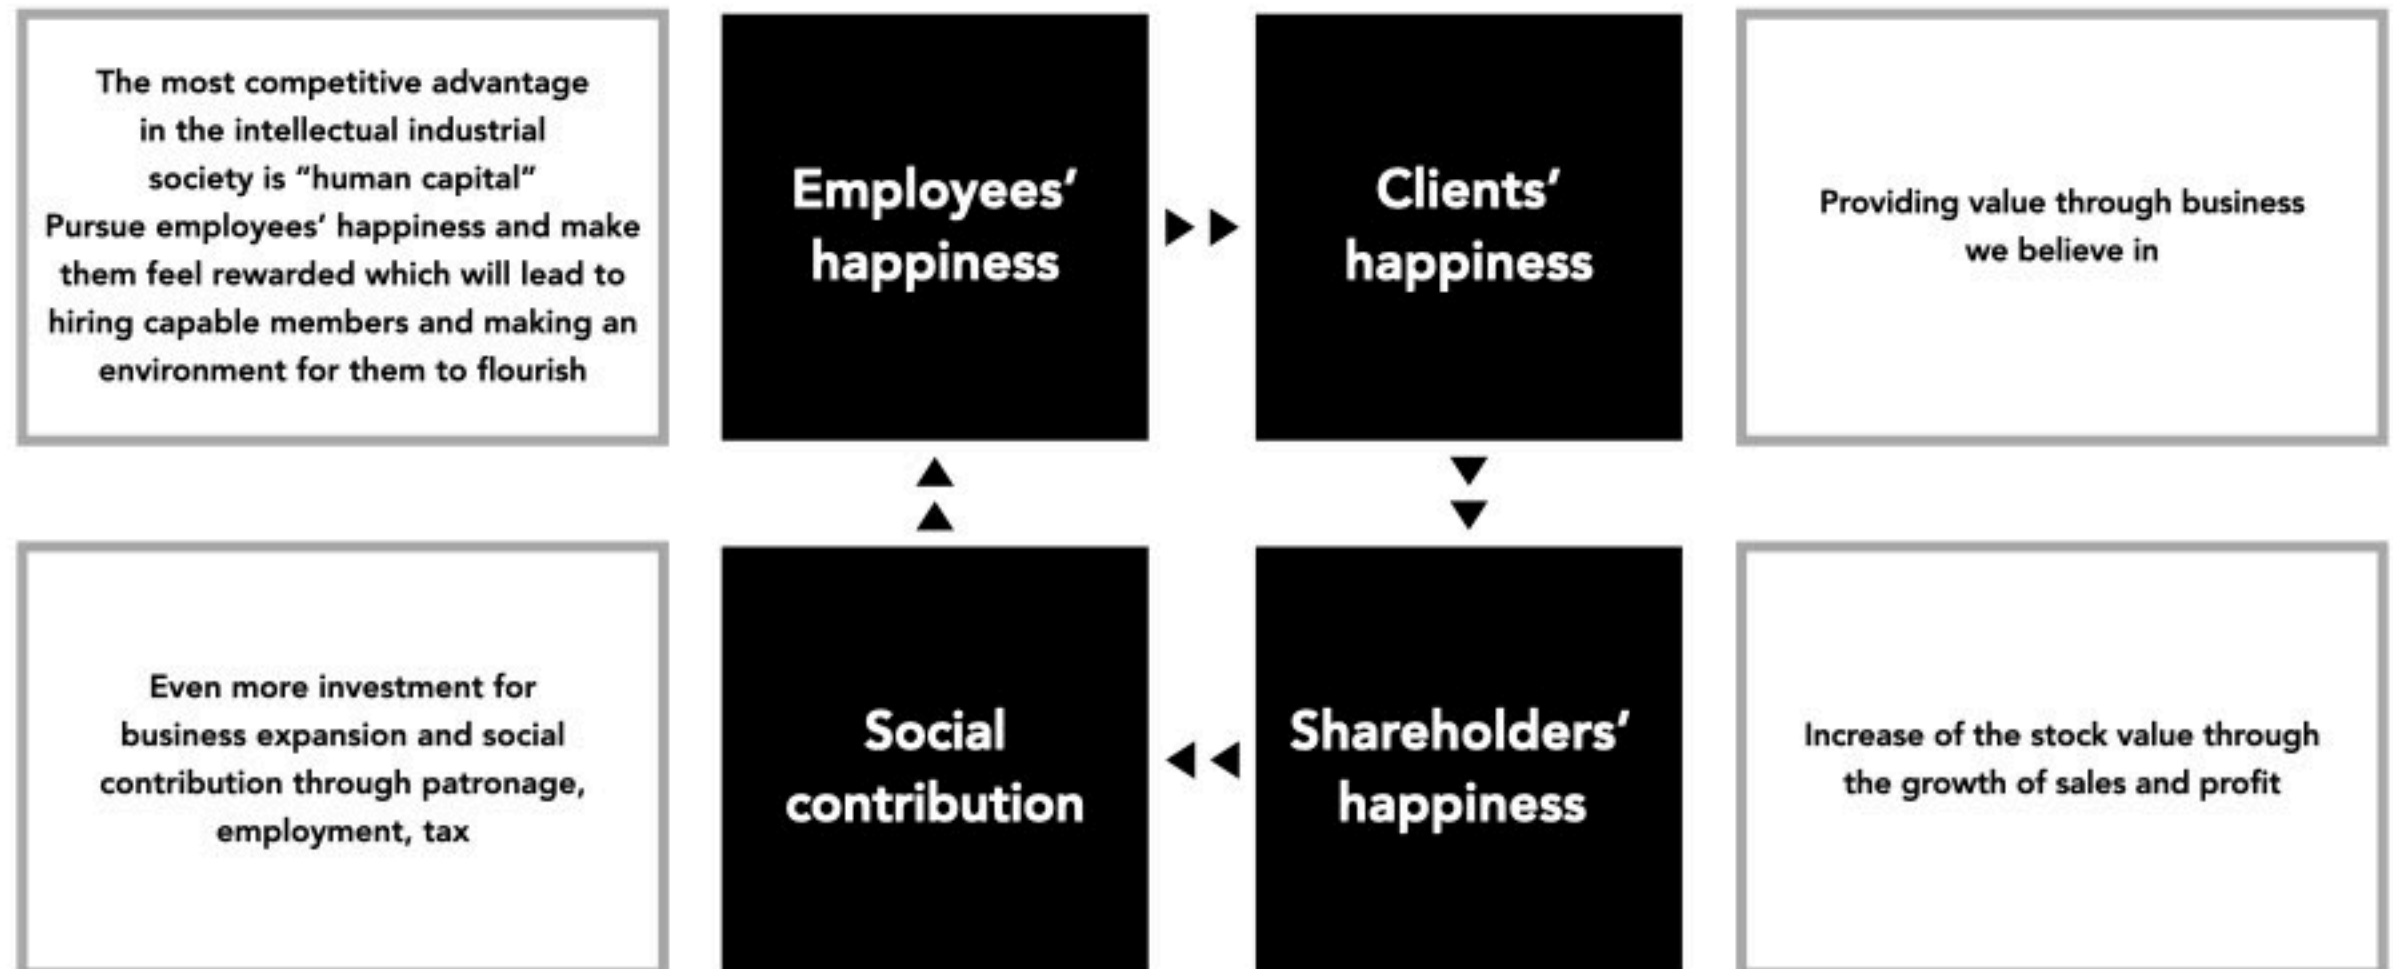 The most competitive advantage
in the intellectual industrial
society is “human capital”
Pursue employees’ happiness and make
them feel rewarded which will lead to
hiring capable members and making an
environment for them to flourish
Employees’
happiness
Clients’
happiness
Providing value through business
we believe in
Even more investment for
business expansion and social
contribution through patronage,
employment, tax
Social
contribution
Shareholders’
happiness
Increase of the stock value through
the growth of sales and profit